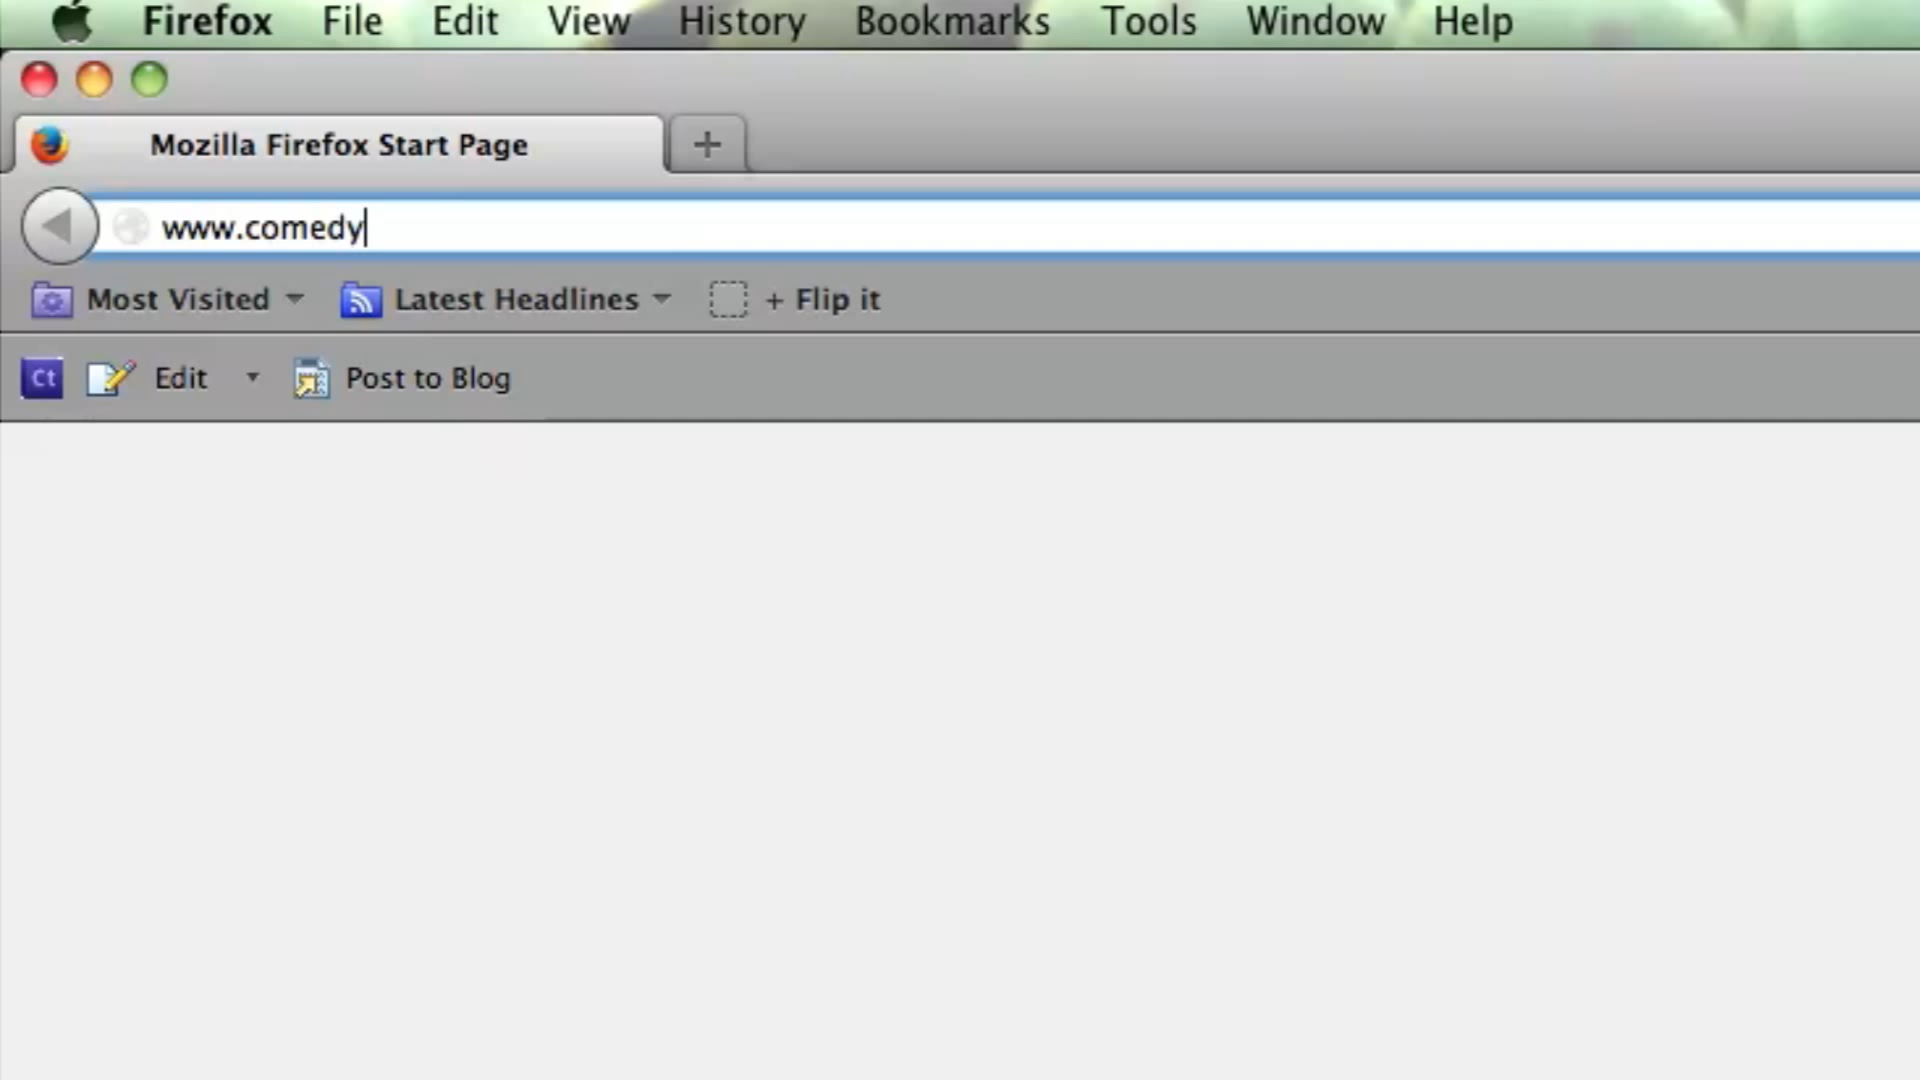 Firefox File Edit View History Bookmarks Tools Window Help
Mozilla Firefox Start Page +
www.comedy
Most Visited Latest Headlines + Flip it
Ct Edit Post to Blog